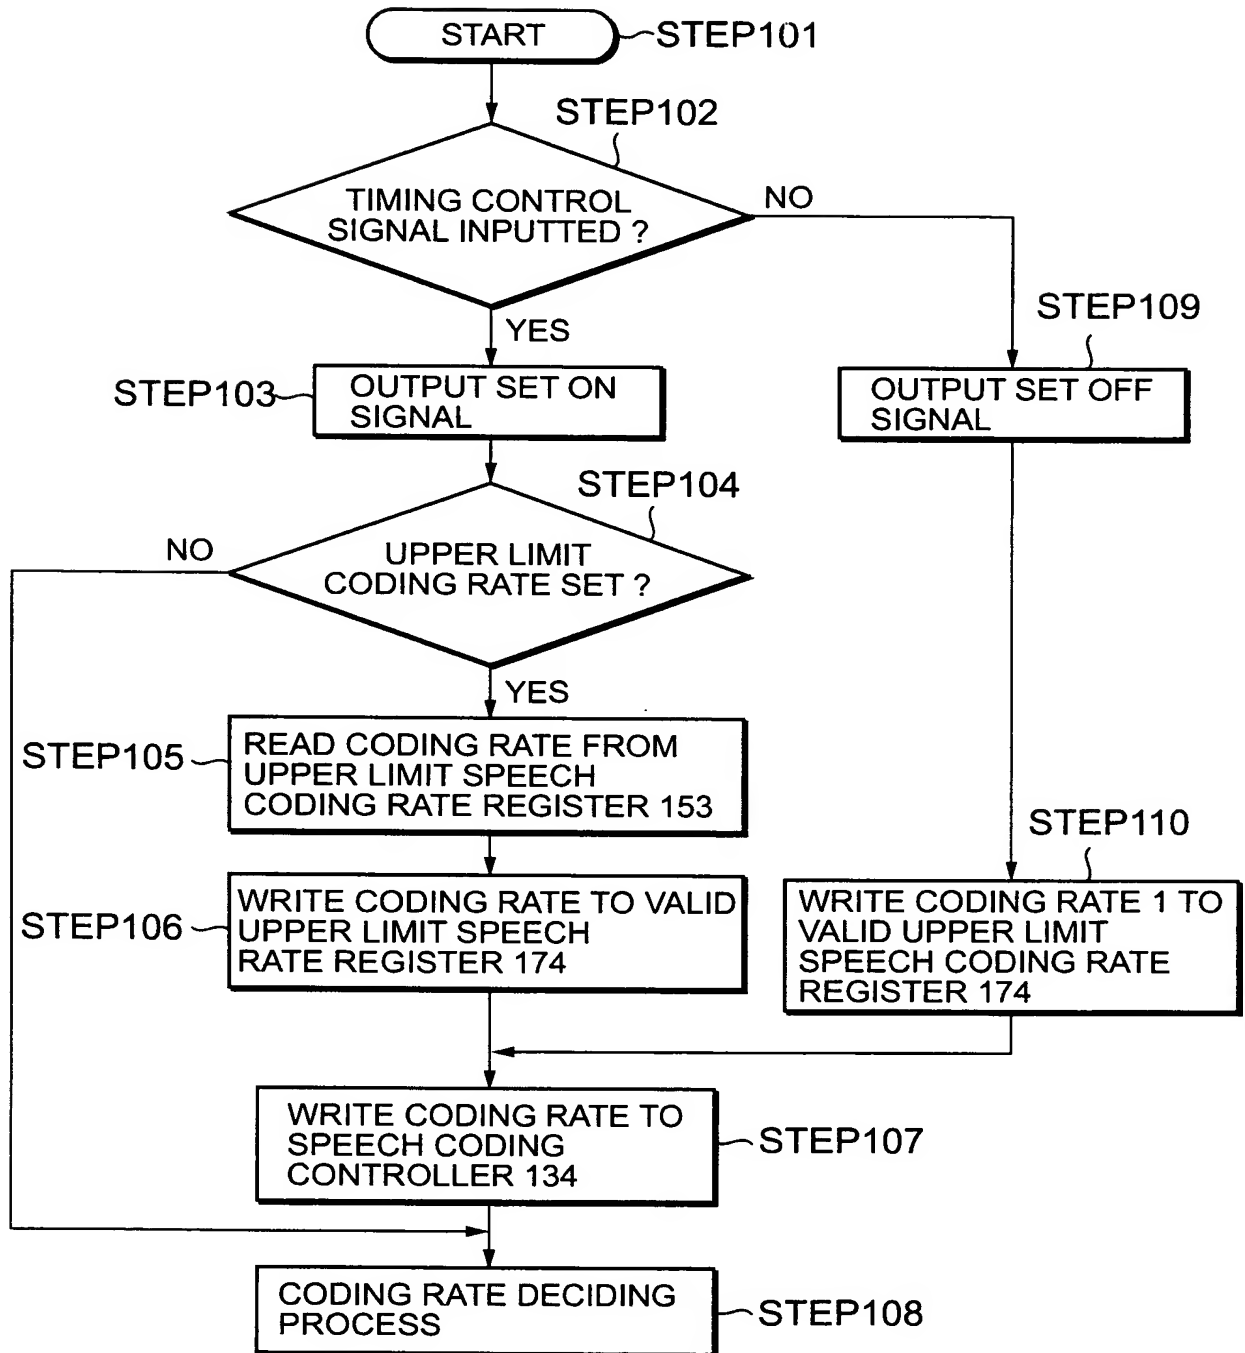 START
STEP101
STEP102
TIMING CONTROL
SIGNAL INPUTTED ?
NO
YES
STEP109
STEP103
OUTPUT SET ON
SIGNAL
OUTPUT SET OFF
SIGNAL
STEP104
NO
UPPER LIMIT
CODING RATE SET ?
YES
STEP105
READ CODING RATE FROM
UPPER LIMIT SPEECH
CODING RATE REGISTER 153
STEP110
STEP106
WRITE CODING RATE TO VALID
UPPER LIMIT SPEECH
RATE REGISTER 174
WRITE CODING RATE 1 TO
VALID UPPER LIMIT
SPEECH CODING RATE
REGISTER 174
WRITE CODING RATE TO
SPEECH CODING
CONTROLLER 134
STEP107
CODING RATE DECIDING
PROCESS
STEP108